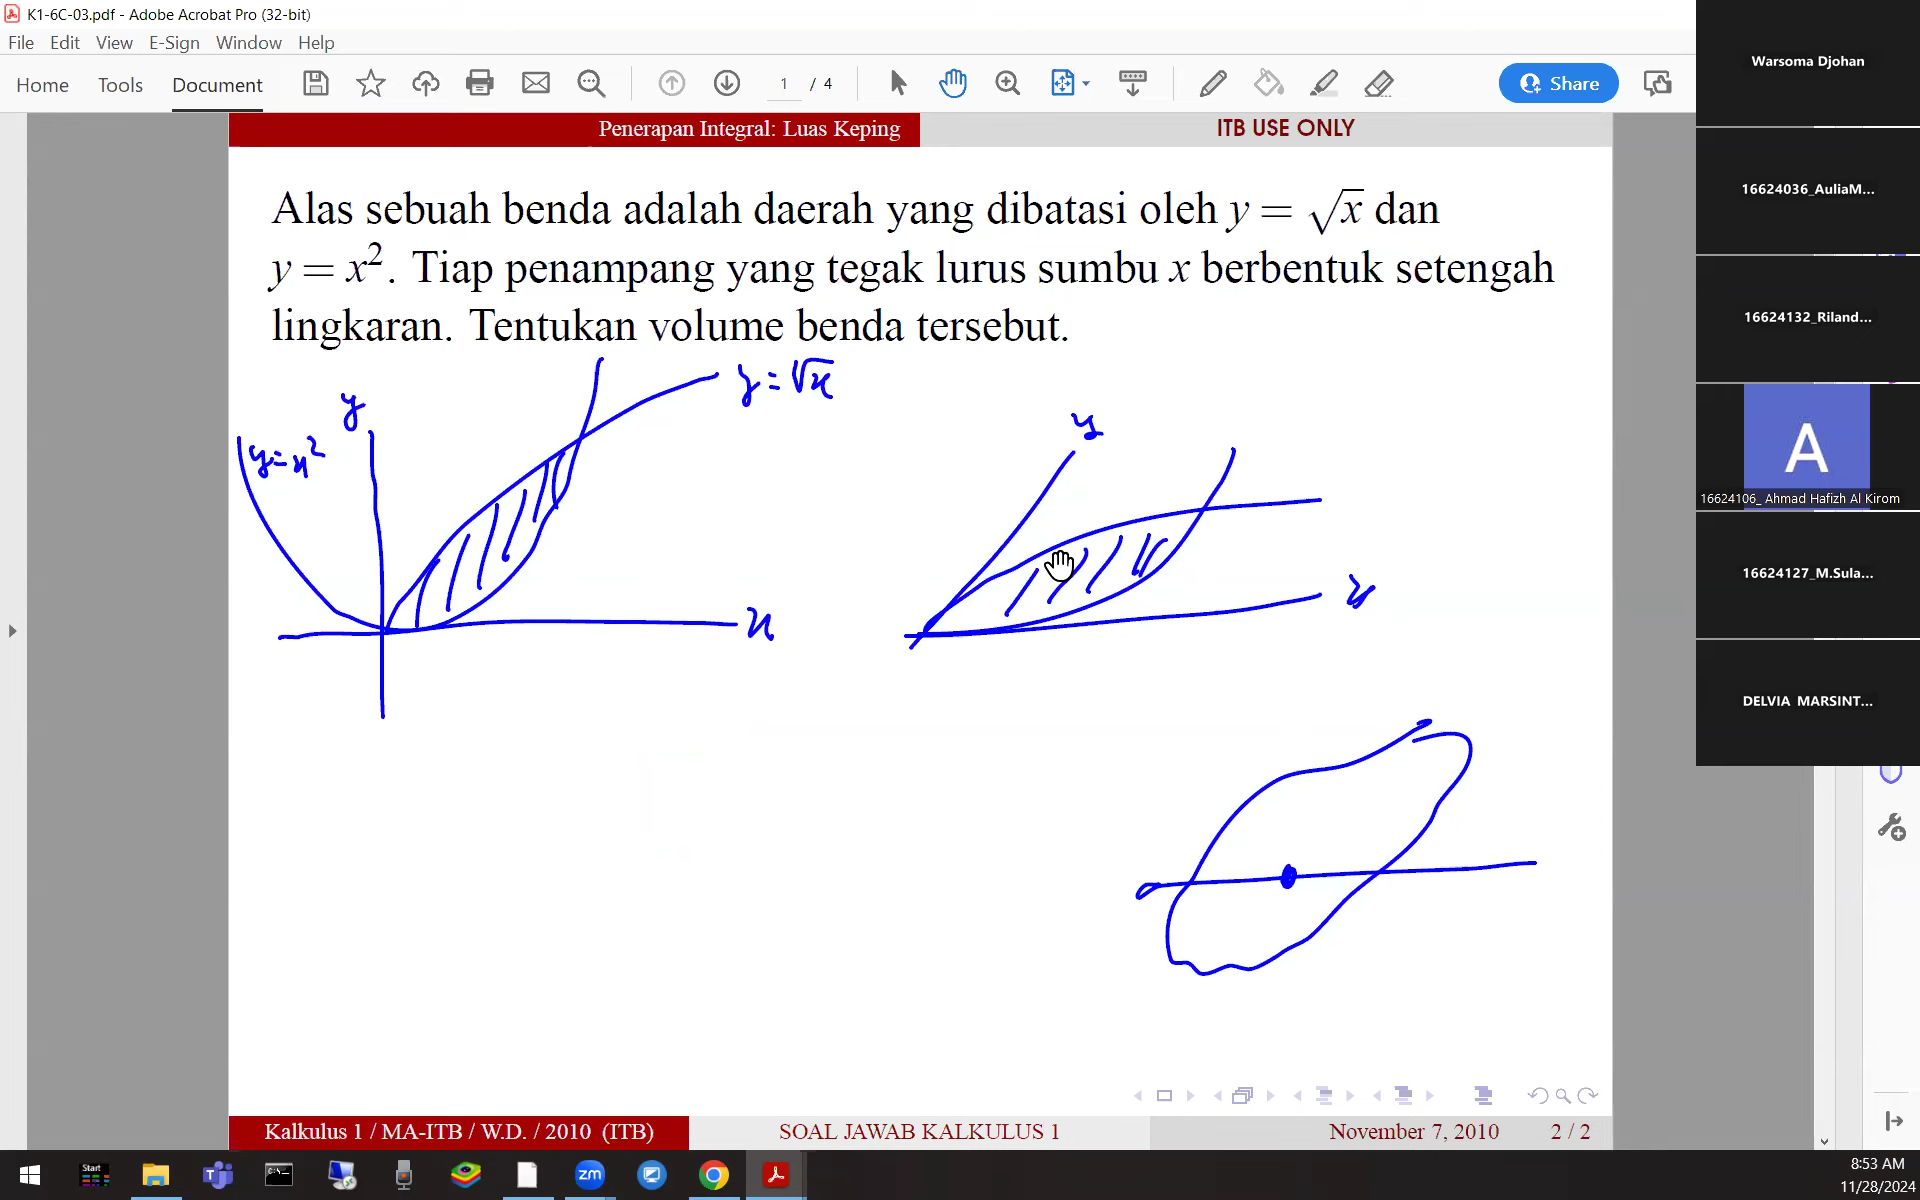 K1-6C-03.pdf - Adobe Acrobat Pro (32-bit)
File Edit View E-Sign Window Help
Home Tools Document 1 / 4 Share
Penerapan Integral: Luas Keping ITB USE ONLY
Alas sebuah benda adalah daerah yang dibatasi oleh y = √x dan
y = x². Tiap penampang yang tegak lurus sumbu x berbentuk setengah
lingkaran. Tentukan volume benda tersebut.
y = √x
y
y = x²
x
y
x
Kalkulus 1 / MA-ITB / W.D. / 2010 (ITB) SOAL JAWAB KALKULUS 1 November 7, 2010 2 / 2
Warsoma Djohan
16624036_AuliaM...
16624132_Riland...
A
16624106_ Ahmad Hafizh Al Kirom
16624127_M.Sula...
DELVIA MARSINT...
Start
zm
8:53 AM
11/28/2024